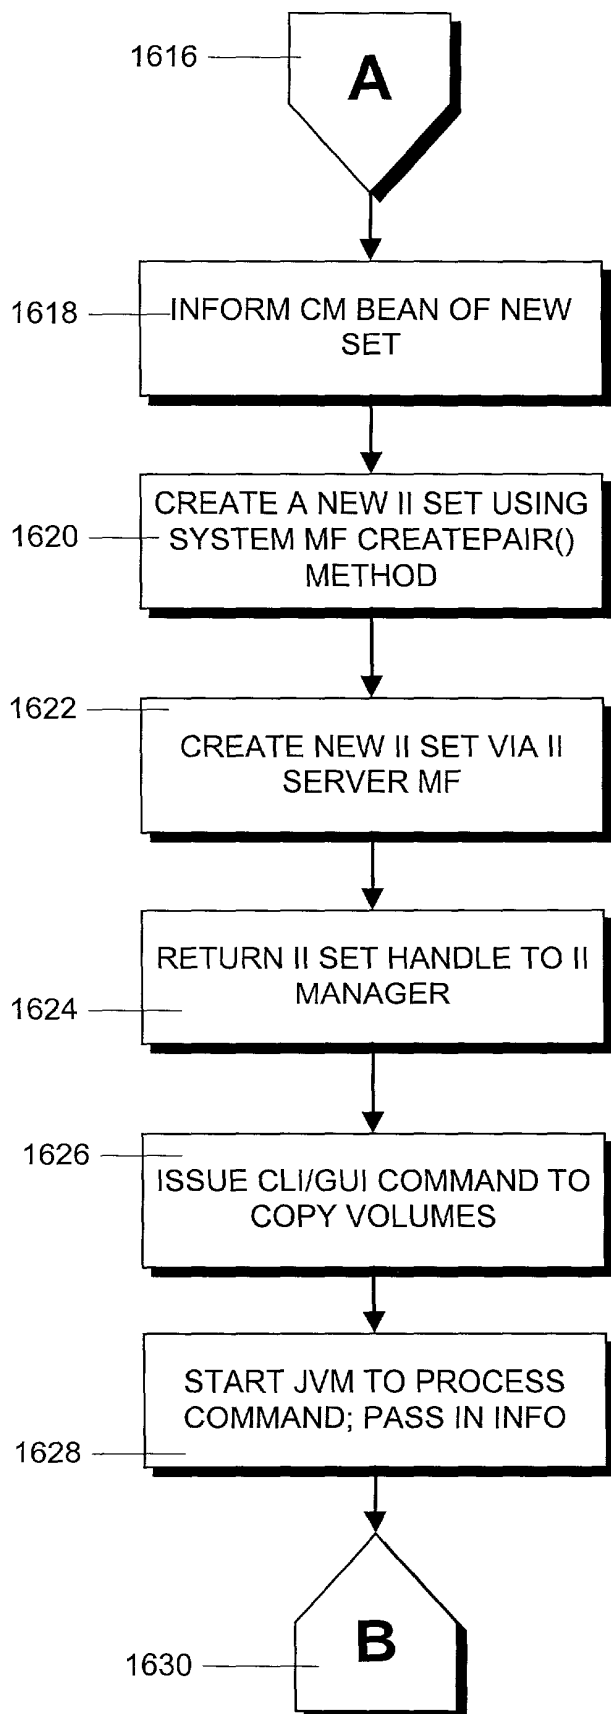 1616
A
1618
INFORM CM BEAN OF NEW
SET
CREATE A NEW II SET USING
1620
SYSTEM MF CREATEPAIR()
METHOD
1622
CREATE NEW II SET VIA II
SERVER MF
RETURN II SET HANDLE TO II
MANAGER
1624
1626
ISSUE CLI/GUI COMMAND TO
COPY VOLUMES
START JVM TO PROCESS
COMMAND; PASS IN INFO
1628
B
1630